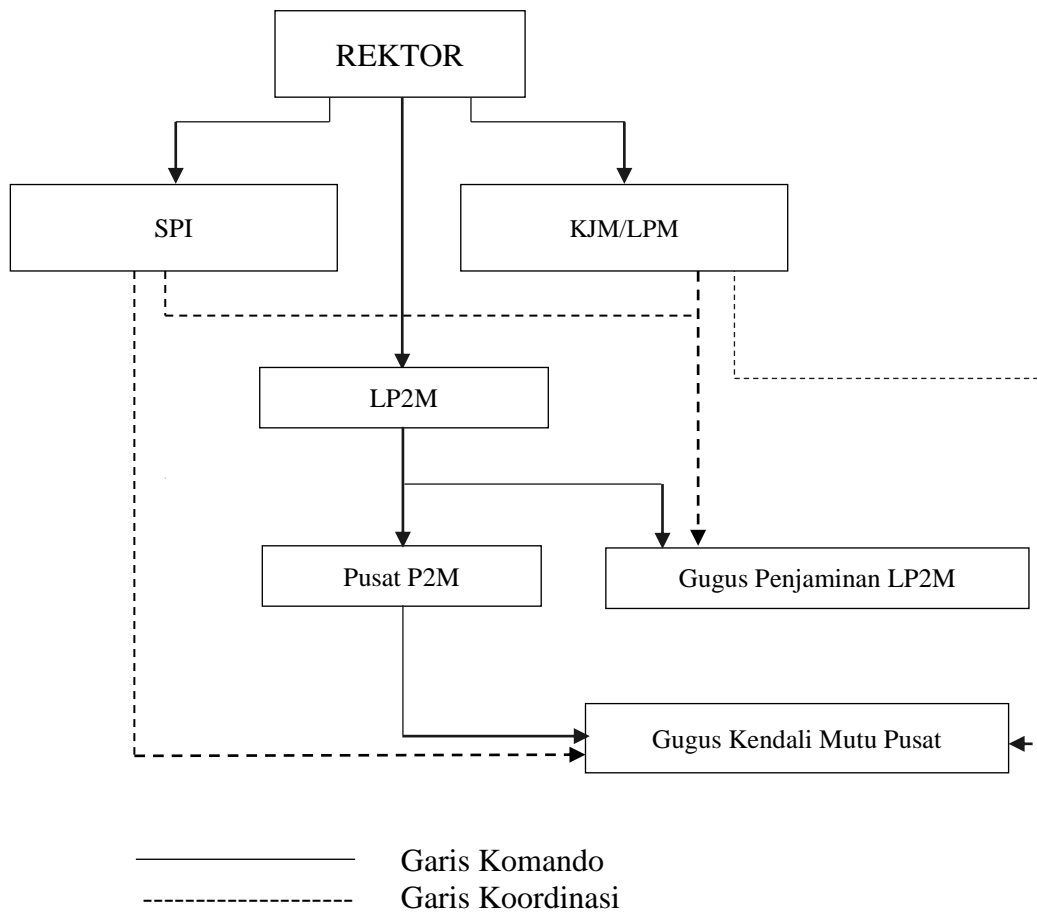 REKTOR
SPI
KJM/LPM
LP2M
Pusat P2M
Gugus Penjaminan LP2M
Gugus Kendali Mutu Pusat
Garis Komando
Garis Koordinasi